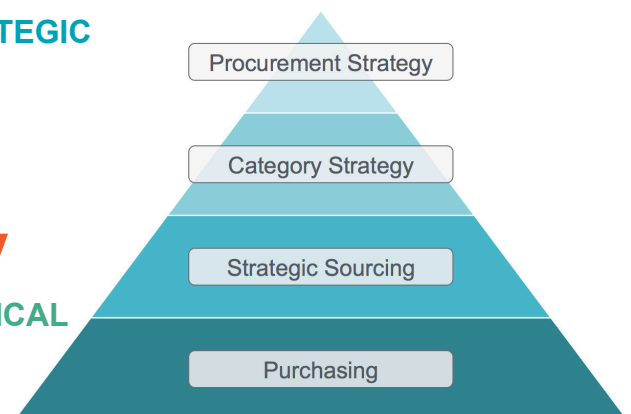 TEGIC
Procurement Strategy
Category Strategy
Strategic Sourcing
ICAL
Purchasing